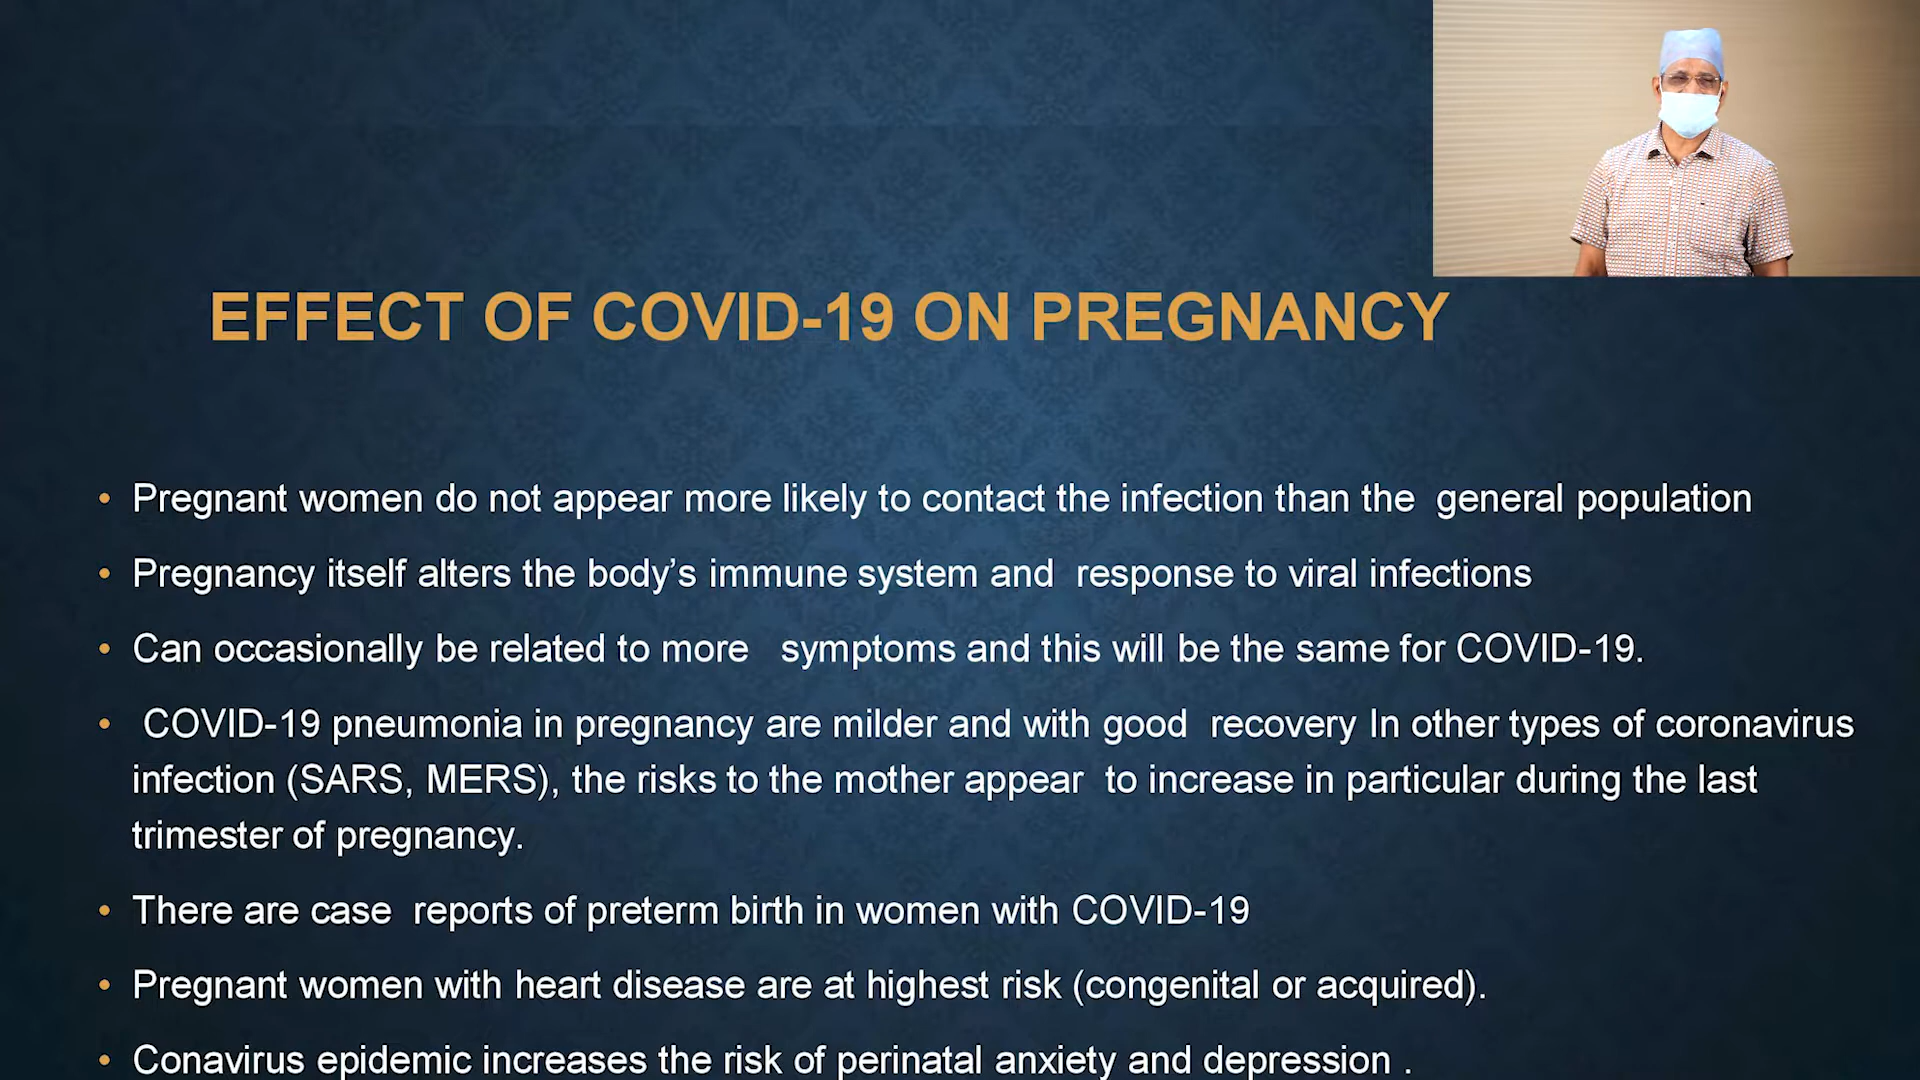 EFFECT OF COVID-19 ON PREGNANCY
• Pregnant women do not appear more likely to contact the infection than the general population
• Pregnancy itself alters the body’s immune system and response to viral infections
• Can occasionally be related to more symptoms and this will be the same for COVID-19.
• COVID-19 pneumonia in pregnancy are milder and with good recovery In other types of coronavirus
infection (SARS, MERS), the risks to the mother appear to increase in particular during the last
trimester of pregnancy.
• There are case reports of preterm birth in women with COVID-19
• Pregnant women with heart disease are at highest risk (congenital or acquired).
• Conavirus epidemic increases the risk of perinatal anxiety and depression .